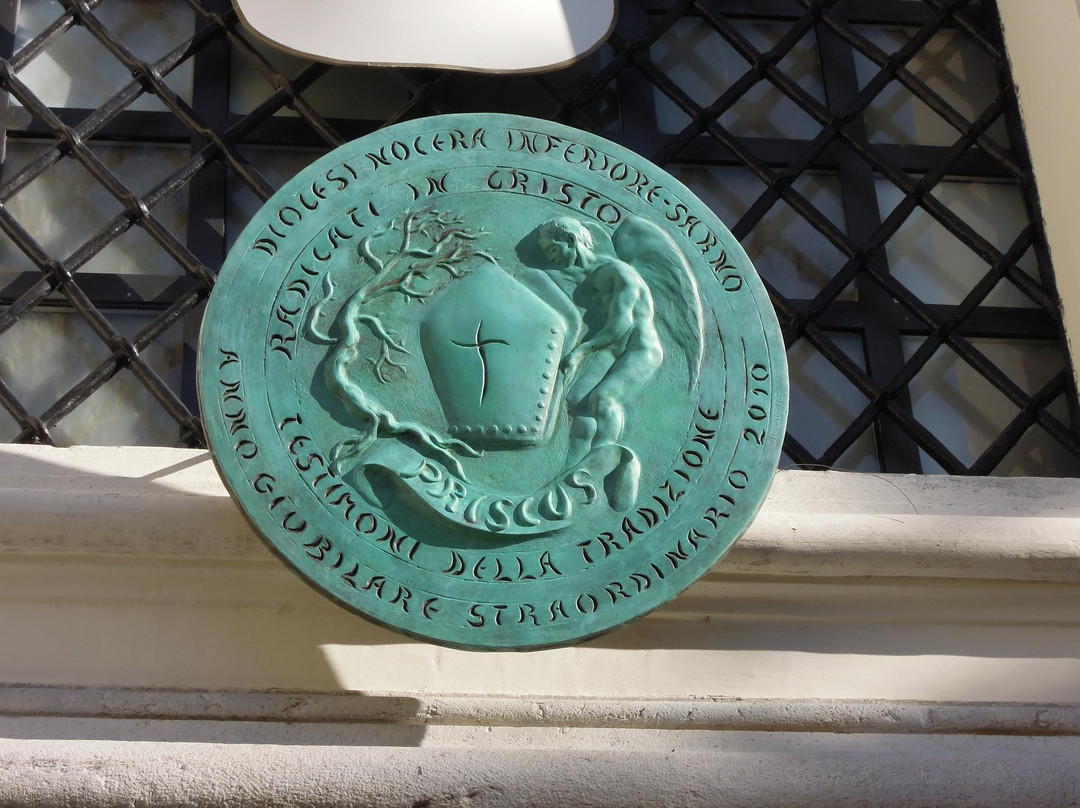 DIOCESI NOCERA INFERIORE-SARNO
RADICATI IN CRISTO
PRISCUS
TESTIMONI DELLA TRADIZIONE
ANNO GIUBILARE STRAORDINARIO 2010